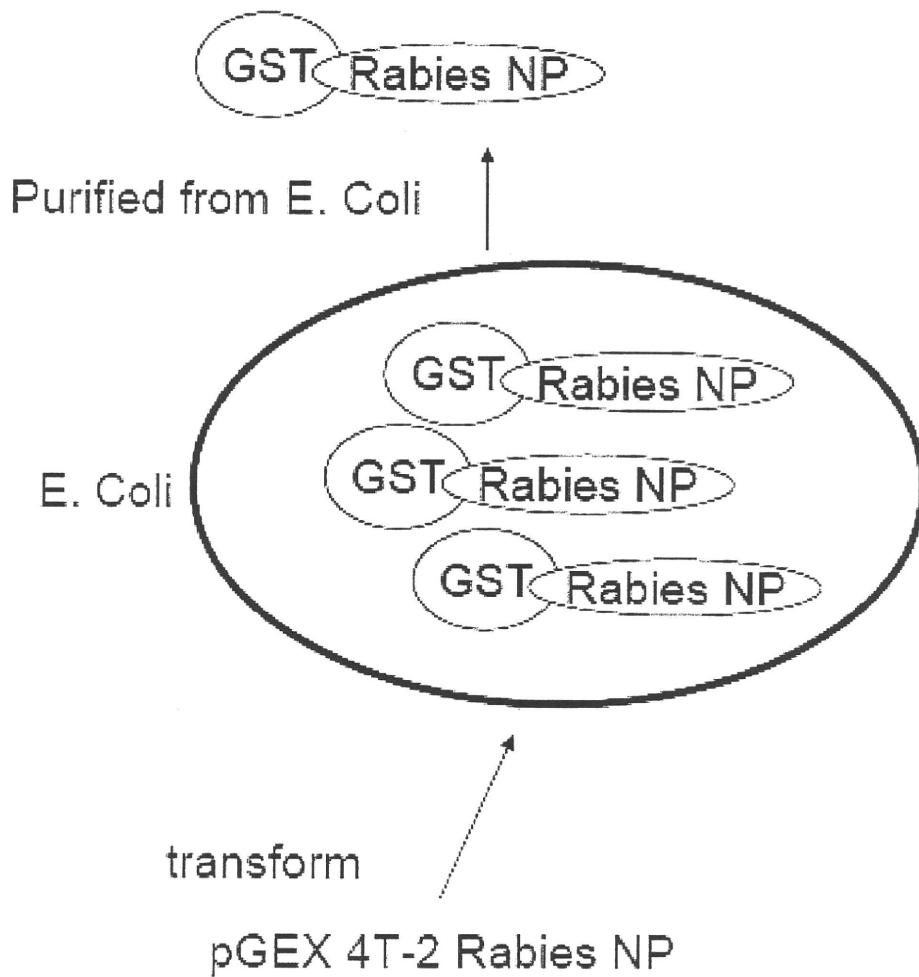 GST Rabies NP
Purified from E. Coli
GST Rabies NP
E. Coli
GST Rabies NP
GST Rabies NP
transform
pGEX 4T-2 Rabies NP